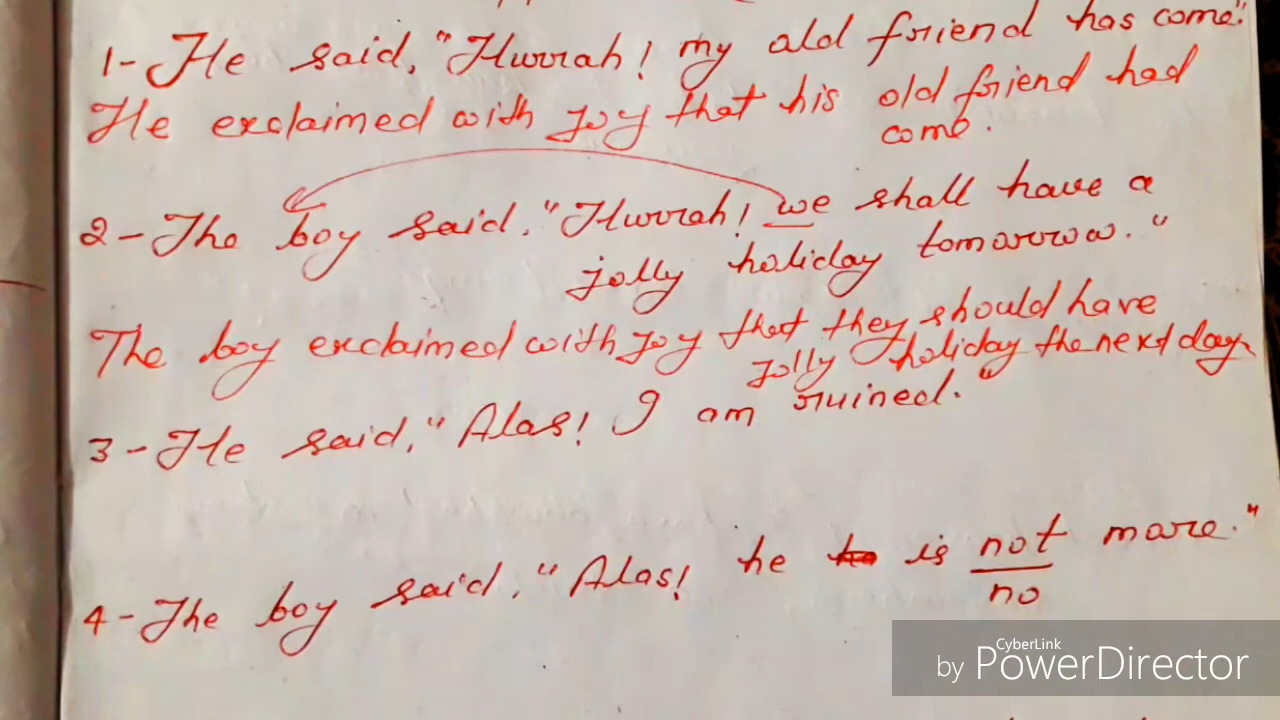 1- He said, "Hurrah! my old friend has come."
He exclaimed with joy that his old friend had
come.
2- The boy said, "Hurrah! we shall have a
jolly holiday tomorrow."
The boy exclaimed with joy that they should have
jolly holiday the next day.
3- He said, "Alas! I am ruined."
4- The boy said, "Alas! he is not more."
no
CyberLink
by PowerDirector